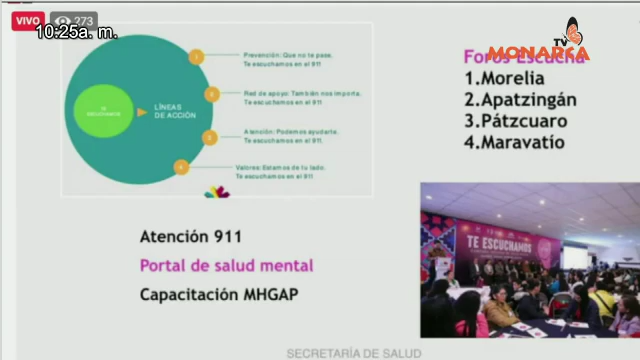 VIVO
273
10:25a. m.
TV
MONARCA
TE
ESCUCHAMOS
LÍNEAS
DE ACCIÓN
1
Prevención: Que no te pase.
Te escuchamos en el 911
Red de apoyo: También nos importa.
Te escuchamos en el 911
Atención: Podemos ayudarte.
Te escuchamos en el 911
4
Valores: Estamos de tu lado.
Te escuchamos en el 911
Foros Escucha
1.Morelia
2.Apatzingán
3.Pátzcuaro
4.Maravatío
Atención 911
Portal de salud mental
Capacitación MHGAP
TE ESCUCHAMOS
SECRETARÍA DE SALUD